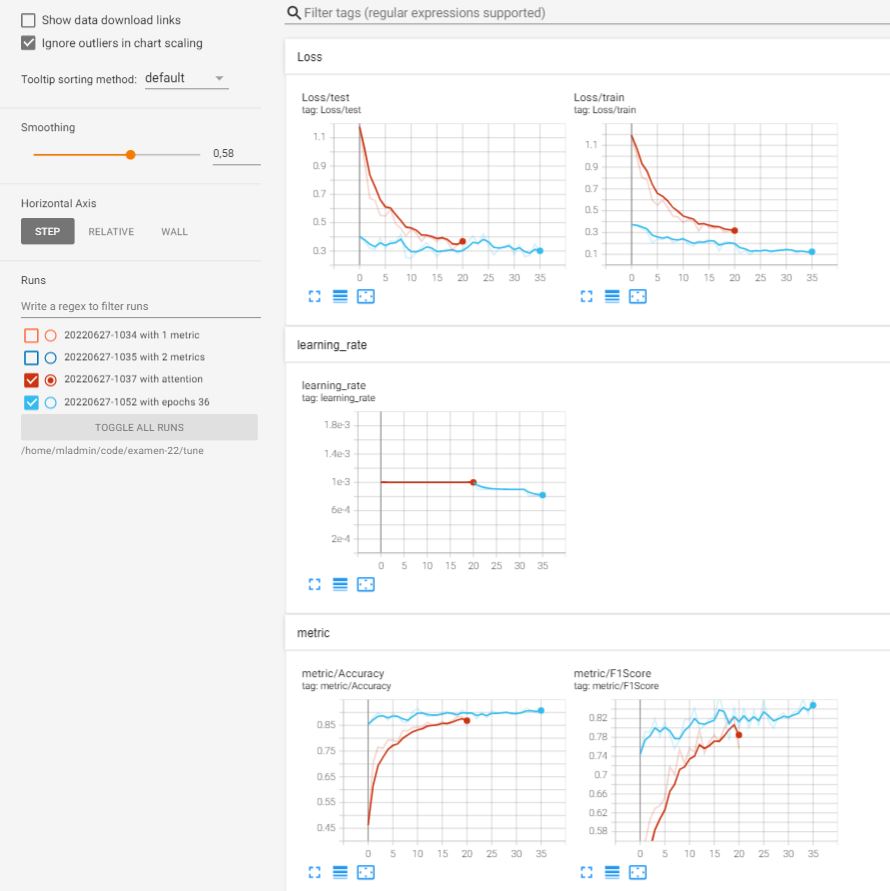 Show data download links
Ignore outliers in chart scaling
Tooltip sorting method: default
Smoothing
0,58
Horizontal Axis
STEP RELATIVE WALL
Runs
Write a regex to filter runs
20220627-1034 with 1 metric
20220627-1035 with 2 metrics
20220627-1037 with attention
20220627-1052 with epochs 36
TOGGLE ALL RUNS
/home/mladmin/code/examen-22/tune
Filter tags (regular expressions supported)
Loss
Loss/test
tag: Loss/test
1.1
0.9
0.7
0.5
0.3
0 5 10 15 20 25 30 35
Loss/train
tag: Loss/train
1.1
0.9
0.7
0.5
0.3
0.1
0 5 10 15 20 25 30 35
learning_rate
learning_rate
tag: learning_rate
1.8e-3
1.4e-3
1e-3
6e-4
2e-4
0 5 10 15 20 25 30 35
metric
metric/Accuracy
tag: metric/Accuracy
0.85
0.75
0.65
0.55
0.45
0 5 10 15 20 25 30 35
metric/F1Score
tag: metric/F1Score
0.82
0.78
0.74
0.7
0.66
0.62
0.58
0 5 10 15 20 25 30 35